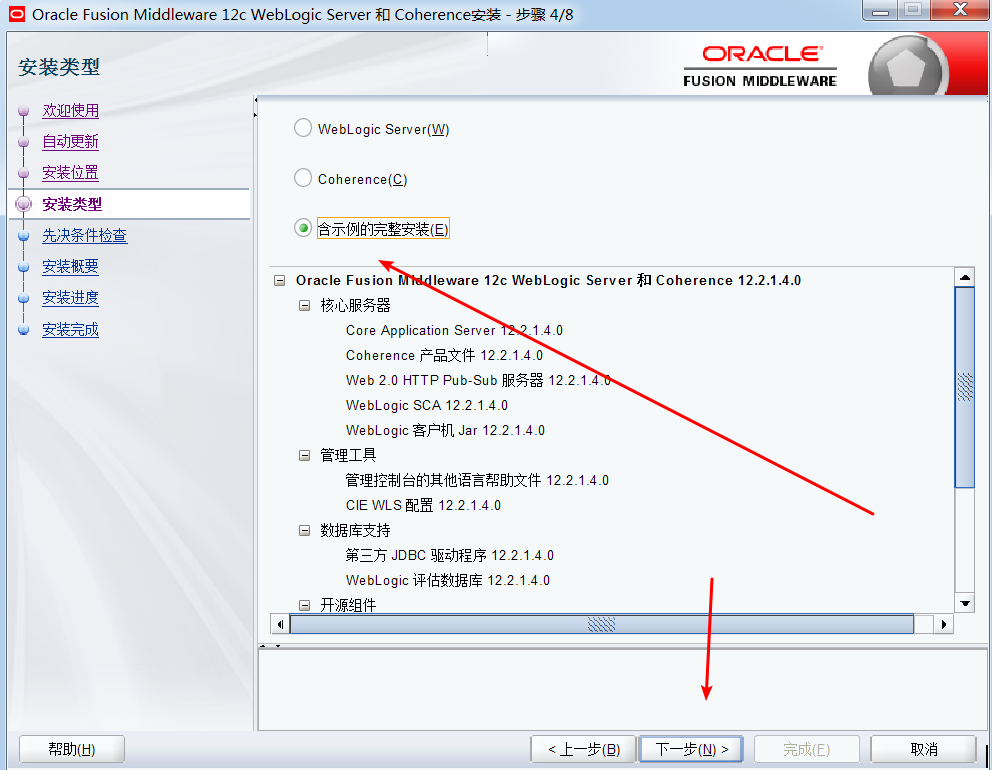 Oracle Fusion Middleware 12c WebLogic Server 和 Coherence安装 - 步骤 4/8
安装类型
ORACLE
FUSION MIDDLEWARE
欢迎使用
自动更新
安装位置
安装类型
先决条件检查
安装概要
安装进度
安装完成
WebLogic Server(W)
Coherence(C)
含示例的完整安装(E)
Oracle Fusion Middleware 12c WebLogic Server 和 Coherence 12.2.1.4.0
核心服务器
Core Application Server 12.2.1.4.0
Coherence 产品文件 12.2.1.4.0
Web 2.0 HTTP Pub-Sub 服务器 12.2.1.4.0
WebLogic SCA 12.2.1.4.0
WebLogic 客户机 Jar 12.2.1.4.0
管理工具
管理控制台的其他语言帮助文件 12.2.1.4.0
CIE WLS 配置 12.2.1.4.0
数据库支持
第三方 JDBC 驱动程序 12.2.1.4.0
WebLogic 评估数据库 12.2.1.4.0
开源组件
帮助(H)
< 上一步(B)
下一步(N) >
完成(F)
取消